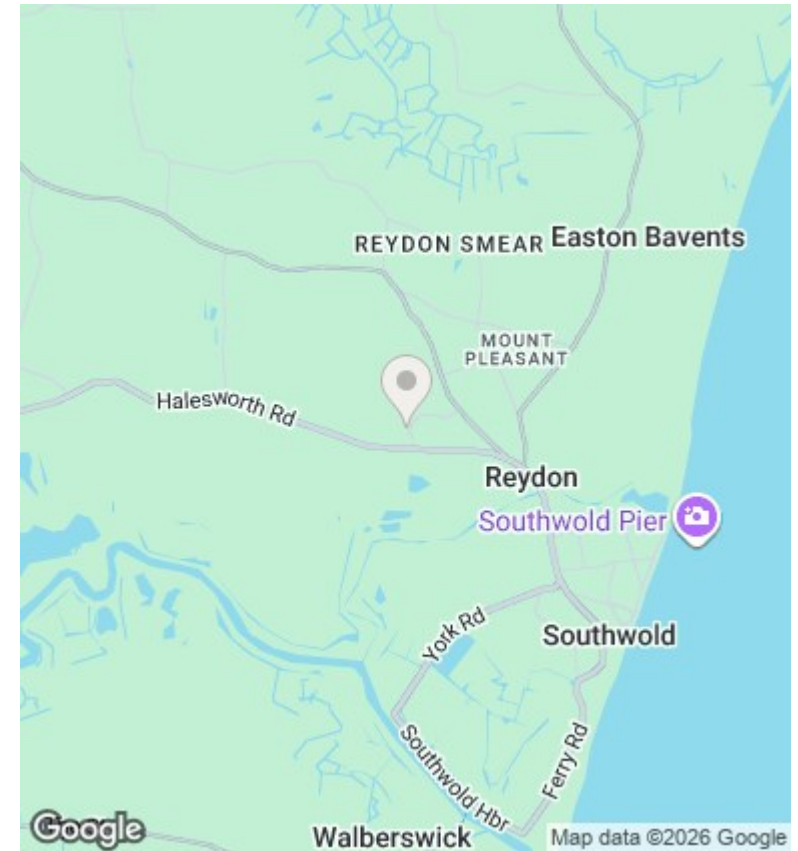 REYDON SMEAR
Easton Bavents
MOUNT
PLEASANT
Halesworth Rd
Reydon
Southwold Pier
York Rd
Southwold
Ferry Rd
Southwold Hbr
Walberswick
Google
Map data ©2026 Google